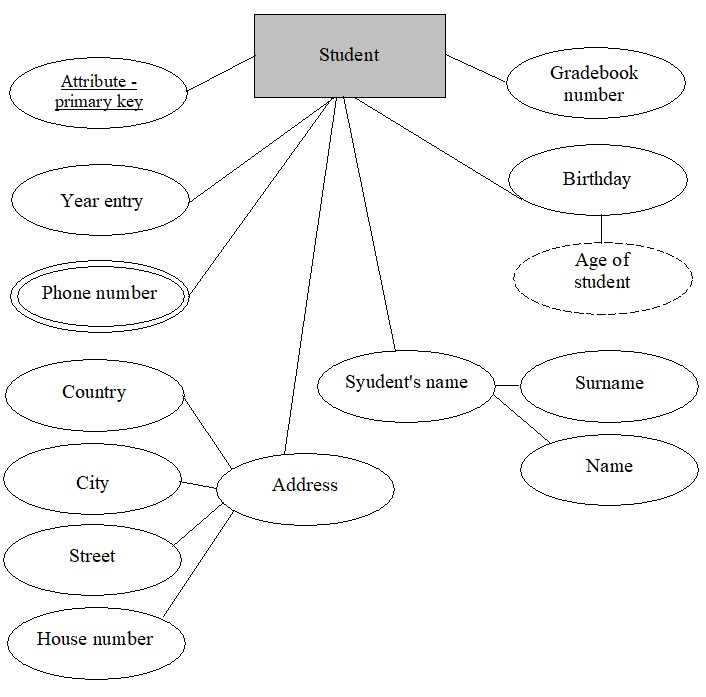 Student
Attribute -
primary key
Gradebook
number
Year entry
Birthday
Phone number
Age of
student
Country
Syudent's name
Surname
City
Address
Name
Street
House number